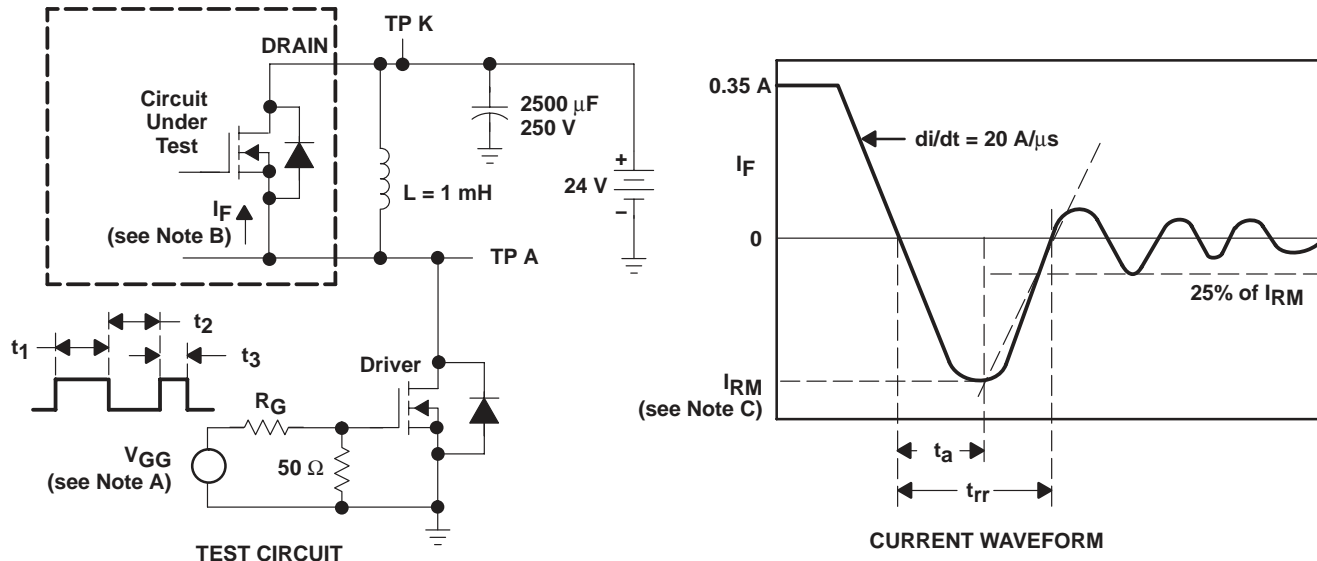 TP K
DRAIN
Circuit
Under
Test
2500 µF
250 V
+
24 V
−
L = 1 mH
IF
(see Note B)
TP A
t2
t1
t3
Driver
RG
VGG
(see Note A)
50 Ω
TEST CIRCUIT
0.35 A
di/dt = 20 A/µs
IF
0
25% of IRM
IRM
(see Note C)
ta
trr
CURRENT WAVEFORM